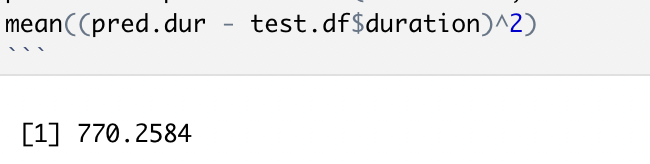 mean((pred.dur - test.df$duration)^2)
```
[1] 770.2584